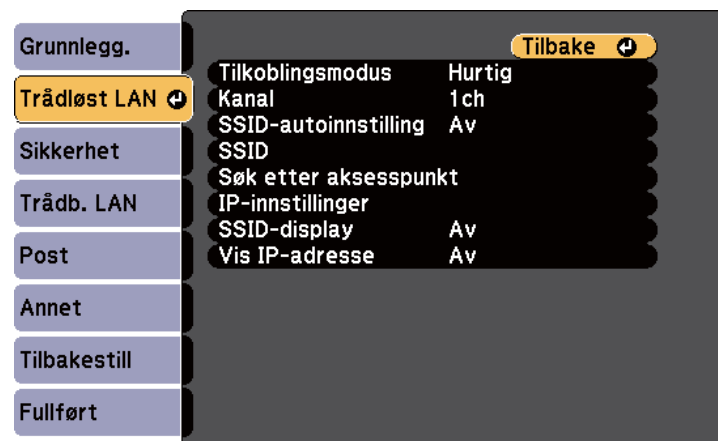 Grunnlegg.
Trådløst LAN
Sikkerhet
Trådb. LAN
Post
Annet
Tilbakestill
Fullført
Tilbake
Tilkoblingsmodus Hurtig
Kanal 1ch
SSID-autoinnstilling Av
SSID
Søk etter aksesspunkt
IP-innstillinger
SSID-display Av
Vis IP-adresse Av